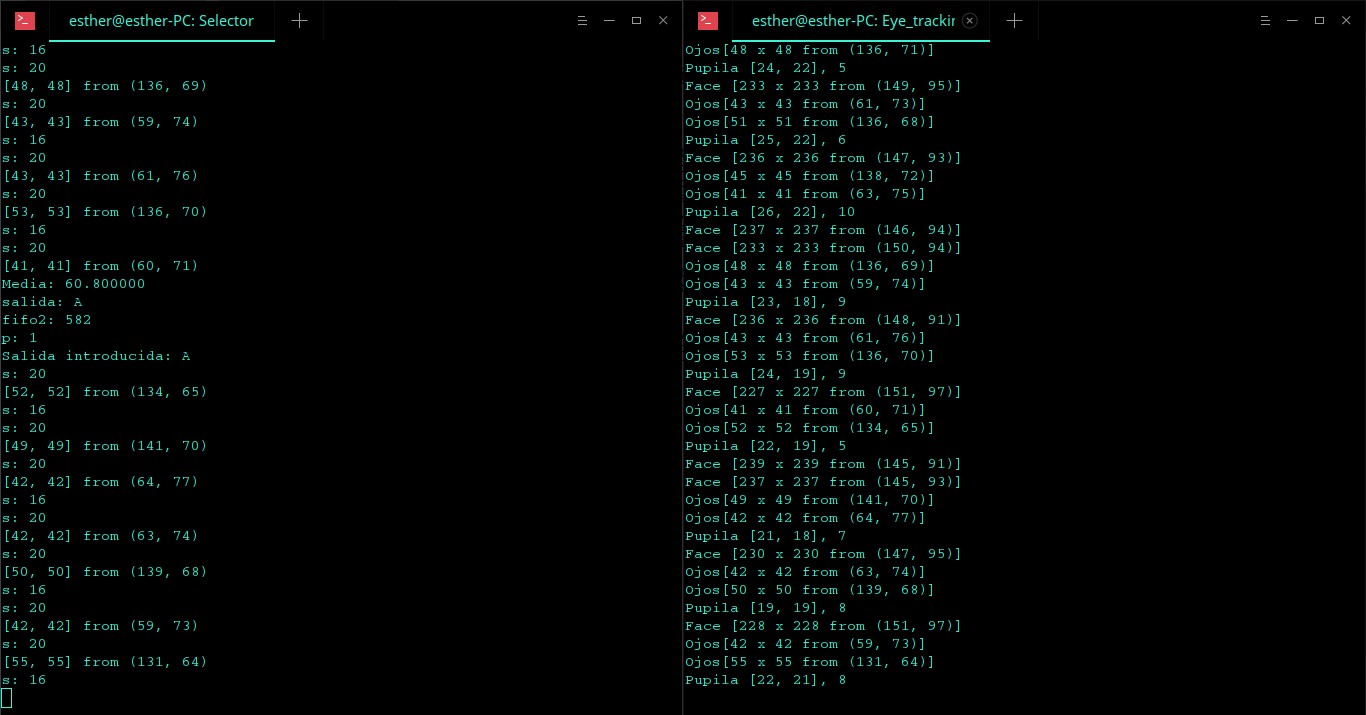 esther@esther-PC: Selector
s: 16
s: 20
[48, 48] from (136, 69)
s: 20
[43, 43] from (59, 74)
s: 16
s: 20
[43, 43] from (61, 76)
s: 20
[53, 53] from (136, 70)
s: 16
s: 20
[41, 41] from (60, 71)
Media: 60.800000
salida: A
fifo2: 582
p: 1
Salida introducida: A
s: 20
[52, 52] from (134, 65)
s: 16
s: 20
[49, 49] from (141, 70)
s: 20
[42, 42] from (64, 77)
s: 16
s: 20
[42, 42] from (63, 74)
s: 20
[50, 50] from (139, 68)
s: 16
s: 20
[42, 42] from (59, 73)
s: 20
[55, 55] from (131, 64)
s: 16
esther@esther-PC: Eye_trackin
Ojos[48 x 48 from (136, 71)]
Pupila [24, 22], 5
Face [233 x 233 from (149, 95)]
Ojos[43 x 43 from (61, 73)]
Ojos[51 x 51 from (136, 68)]
Pupila [25, 22], 6
Face [236 x 236 from (147, 93)]
Ojos[45 x 45 from (138, 72)]
Ojos[41 x 41 from (63, 75)]
Pupila [26, 22], 10
Face [237 x 237 from (146, 94)]
Face [233 x 233 from (150, 94)]
Ojos[48 x 48 from (136, 69)]
Ojos[43 x 43 from (59, 74)]
Pupila [23, 18], 9
Face [236 x 236 from (148, 91)]
Ojos[43 x 43 from (61, 76)]
Ojos[53 x 53 from (136, 70)]
Pupila [24, 19], 9
Face [227 x 227 from (151, 97)]
Ojos[41 x 41 from (60, 71)]
Ojos[52 x 52 from (134, 65)]
Pupila [22, 19], 5
Face [239 x 239 from (145, 91)]
Face [237 x 237 from (145, 93)]
Ojos[49 x 49 from (141, 70)]
Ojos[42 x 42 from (64, 77)]
Pupila [21, 18], 7
Face [230 x 230 from (147, 95)]
Ojos[42 x 42 from (63, 74)]
Ojos[50 x 50 from (139, 68)]
Pupila [19, 19], 8
Face [228 x 228 from (151, 97)]
Ojos[42 x 42 from (59, 73)]
Ojos[55 x 55 from (131, 64)]
Pupila [22, 21], 8